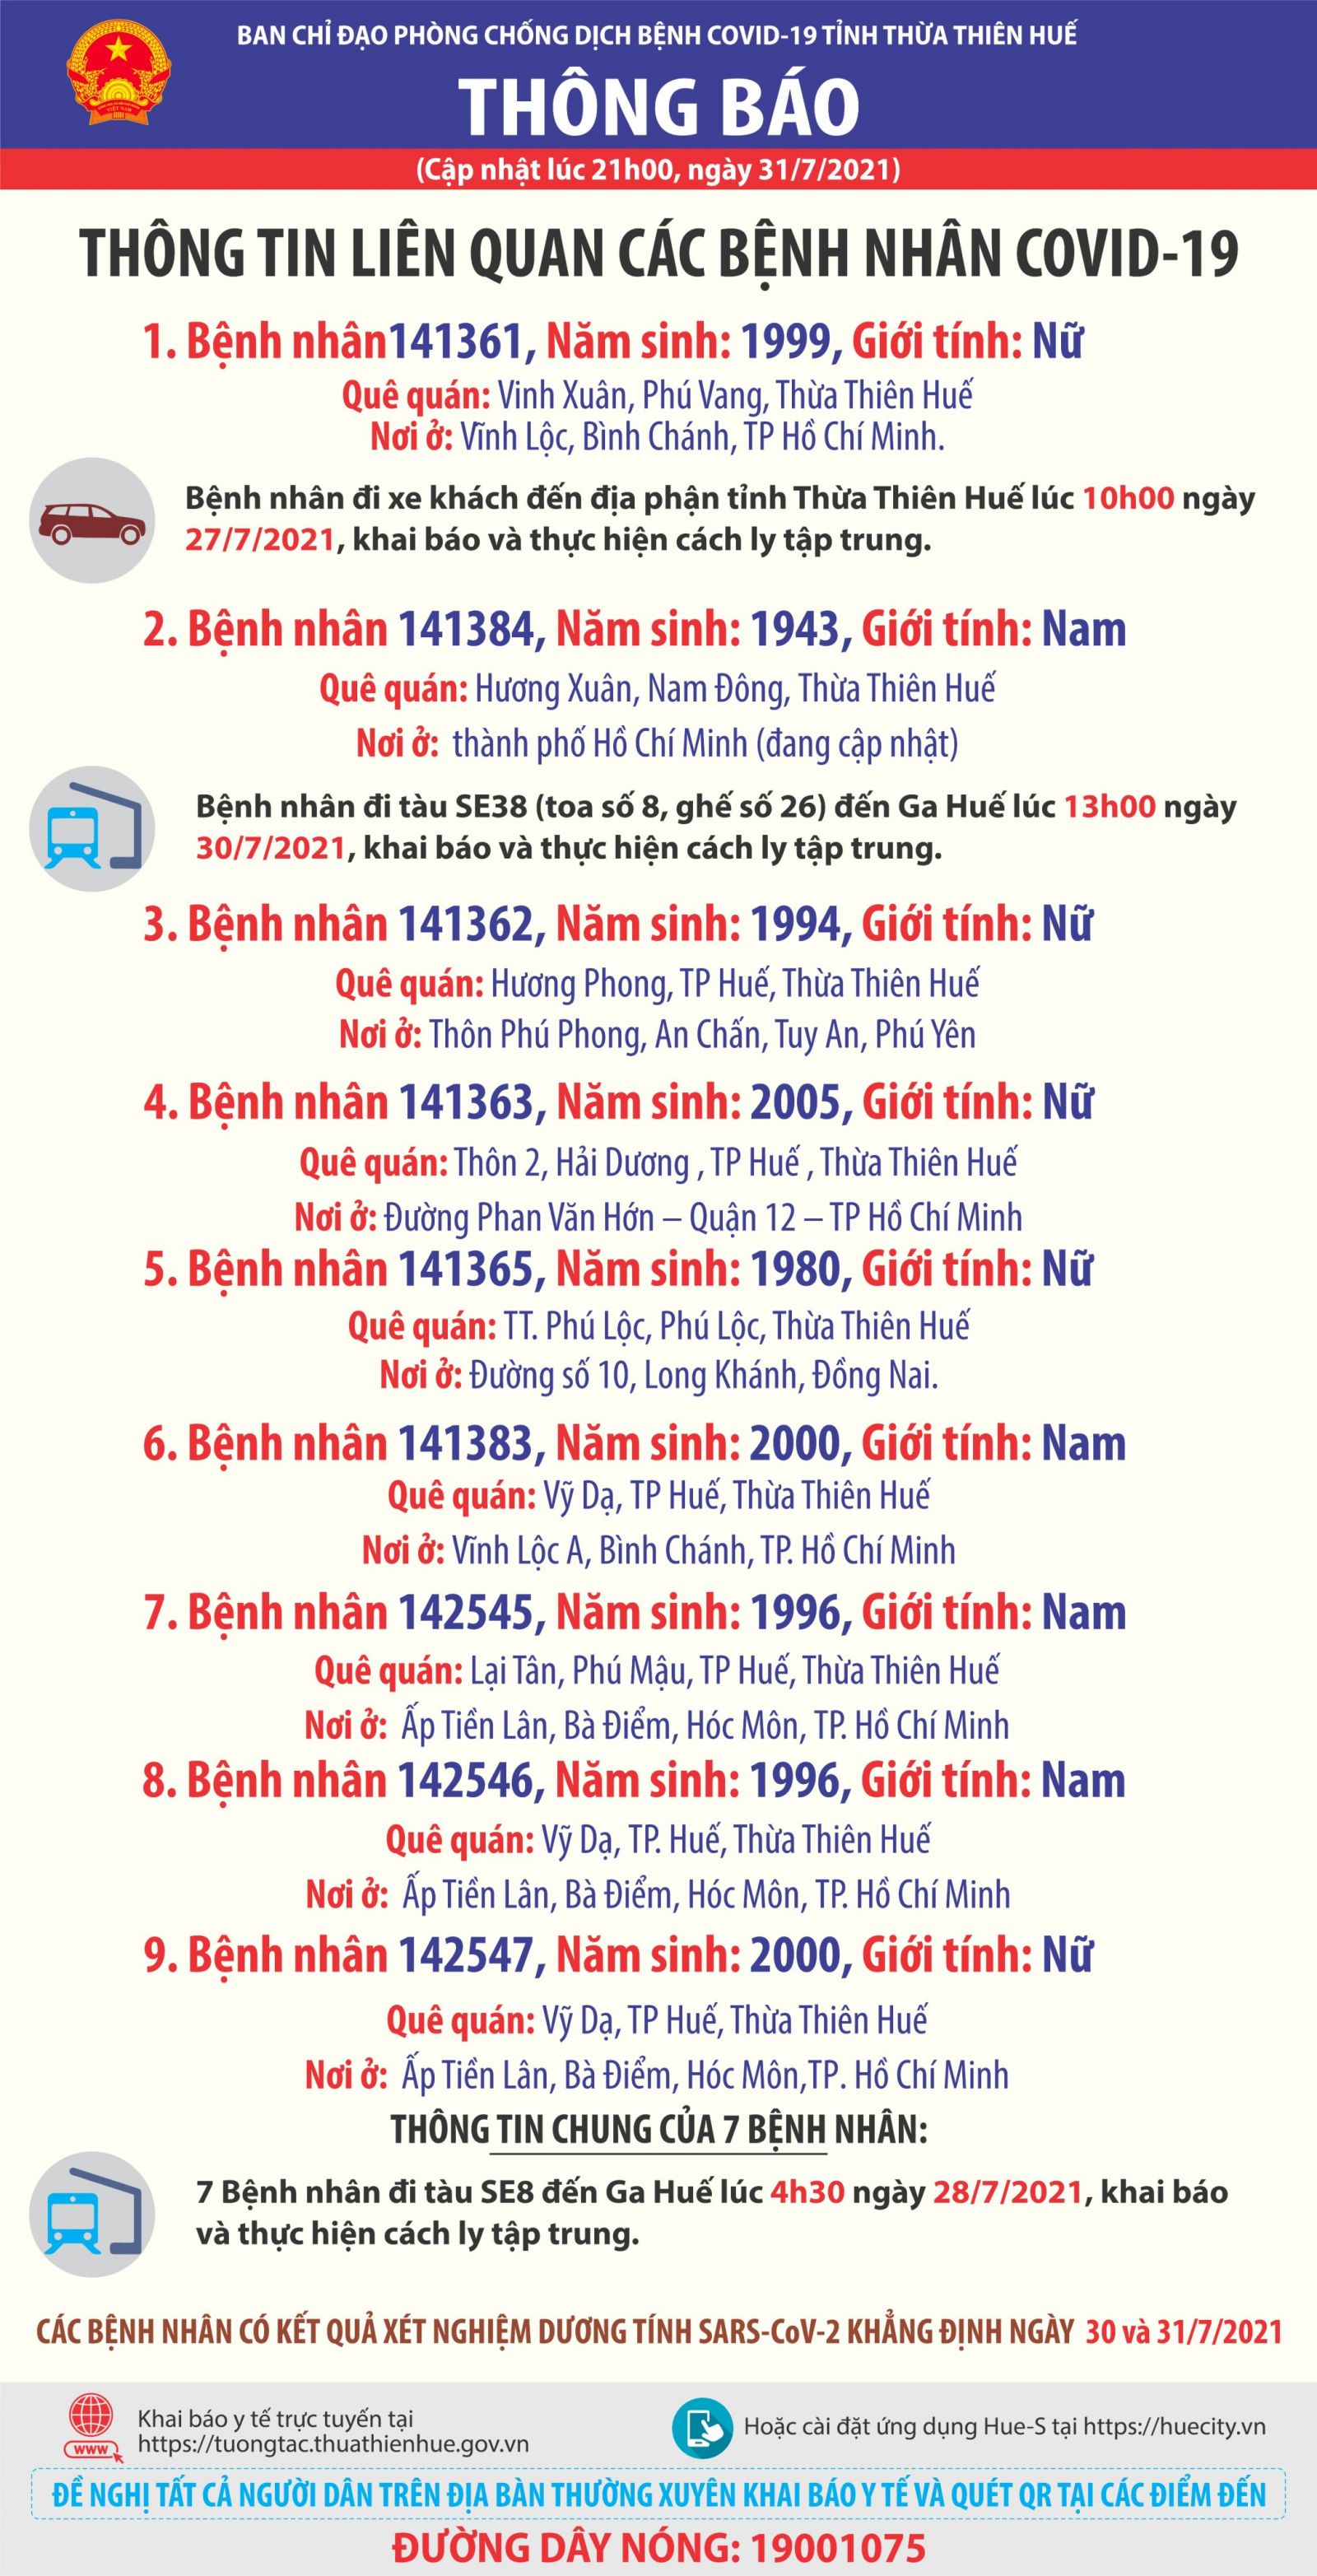 BAN CHỈ ĐẠO PHÒNG CHỐNG DỊCH BỆNH COVID-19 TỈNH THỪA THIÊN HUẾ
THÔNG BÁO
(Cập nhật lúc 21h00, ngày 31/7/2021)
THÔNG TIN LIÊN QUAN CÁC BỆNH NHÂN COVID-19
1. Bệnh nhân141361, Năm sinh: 1999, Giới tính: Nữ
Quê quán: Vinh Xuân, Phú Vang, Thừa Thiên Huế
Nơi ở: Vĩnh Lộc, Bình Chánh, TP Hồ Chí Minh.
Bệnh nhân đi xe khách đến địa phận tỉnh Thừa Thiên Huế lúc 10h00 ngày
27/7/2021, khai báo và thực hiện cách ly tập trung.
2. Bệnh nhân 141384, Năm sinh: 1943, Giới tính: Nam
Quê quán: Hương Xuân, Nam Đông, Thừa Thiên Huế
Nơi ở: thành phố Hồ Chí Minh (đang cập nhật)
Bệnh nhân đi tàu SE38 (toa số 8, ghế số 26) đến Ga Huế lúc 13h00 ngày
30/7/2021, khai báo và thực hiện cách ly tập trung.
3. Bệnh nhân 141362, Năm sinh: 1994, Giới tính: Nữ
Quê quán: Hương Phong, TP Huế, Thừa Thiên Huế
Nơi ở: Thôn Phú Phong, An Chấn, Tuy An, Phú Yên
4. Bệnh nhân 141363, Năm sinh: 2005, Giới tính: Nữ
Quê quán: Thôn 2, Hải Dương , TP Huế , Thừa Thiên Huế
Nơi ở: Đường Phan Văn Hớn – Quận 12 – TP Hồ Chí Minh
5. Bệnh nhân 141365, Năm sinh: 1980, Giới tính: Nữ
Quê quán: TT. Phú Lộc, Phú Lộc, Thừa Thiên Huế
Nơi ở: Đường số 10, Long Khánh, Đồng Nai.
6. Bệnh nhân 141383, Năm sinh: 2000, Giới tính: Nam
Quê quán: Vỹ Dạ, TP Huế, Thừa Thiên Huế
Nơi ở: Vĩnh Lộc A, Bình Chánh, TP. Hồ Chí Minh
7. Bệnh nhân 142545, Năm sinh: 1996, Giới tính: Nam
Quê quán: Lại Tân, Phú Mậu, TP Huế, Thừa Thiên Huế
Nơi ở: Ấp Tiền Lân, Bà Điểm, Hóc Môn, TP. Hồ Chí Minh
8. Bệnh nhân 142546, Năm sinh: 1996, Giới tính: Nam
Quê quán: Vỹ Dạ, TP. Huế, Thừa Thiên Huế
Nơi ở: Ấp Tiền Lân, Bà Điểm, Hóc Môn, TP. Hồ Chí Minh
9. Bệnh nhân 142547, Năm sinh: 2000, Giới tính: Nữ
Quê quán: Vỹ Dạ, TP Huế, Thừa Thiên Huế
Nơi ở: Ấp Tiền Lân, Bà Điểm, Hóc Môn,TP. Hồ Chí Minh
THÔNG TIN CHUNG CỦA 7 BỆNH NHÂN:
7 Bệnh nhân đi tàu SE8 đến Ga Huế lúc 4h30 ngày 28/7/2021, khai báo
và thực hiện cách ly tập trung.
CÁC BỆNH NHÂN CÓ KẾT QUẢ XÉT NGHIỆM DƯƠNG TÍNH SARS-CoV-2 KHẲNG ĐỊNH NGÀY 30 và 31/7/2021
Khai báo y tế trực tuyến tại
www https://tuongtac.thuathienhue.gov.vn
Hoặc cài đặt ứng dụng Hue-S tại https://huecity.vn
ĐỀ NGHỊ TẤT CẢ NGƯỜI DÂN TRÊN ĐỊA BÀN THƯỜNG XUYÊN KHAI BÁO Y TẾ VÀ QUÉT QR TẠI CÁC ĐIỂM ĐẾN
ĐƯỜNG DÂY NÓNG: 19001075